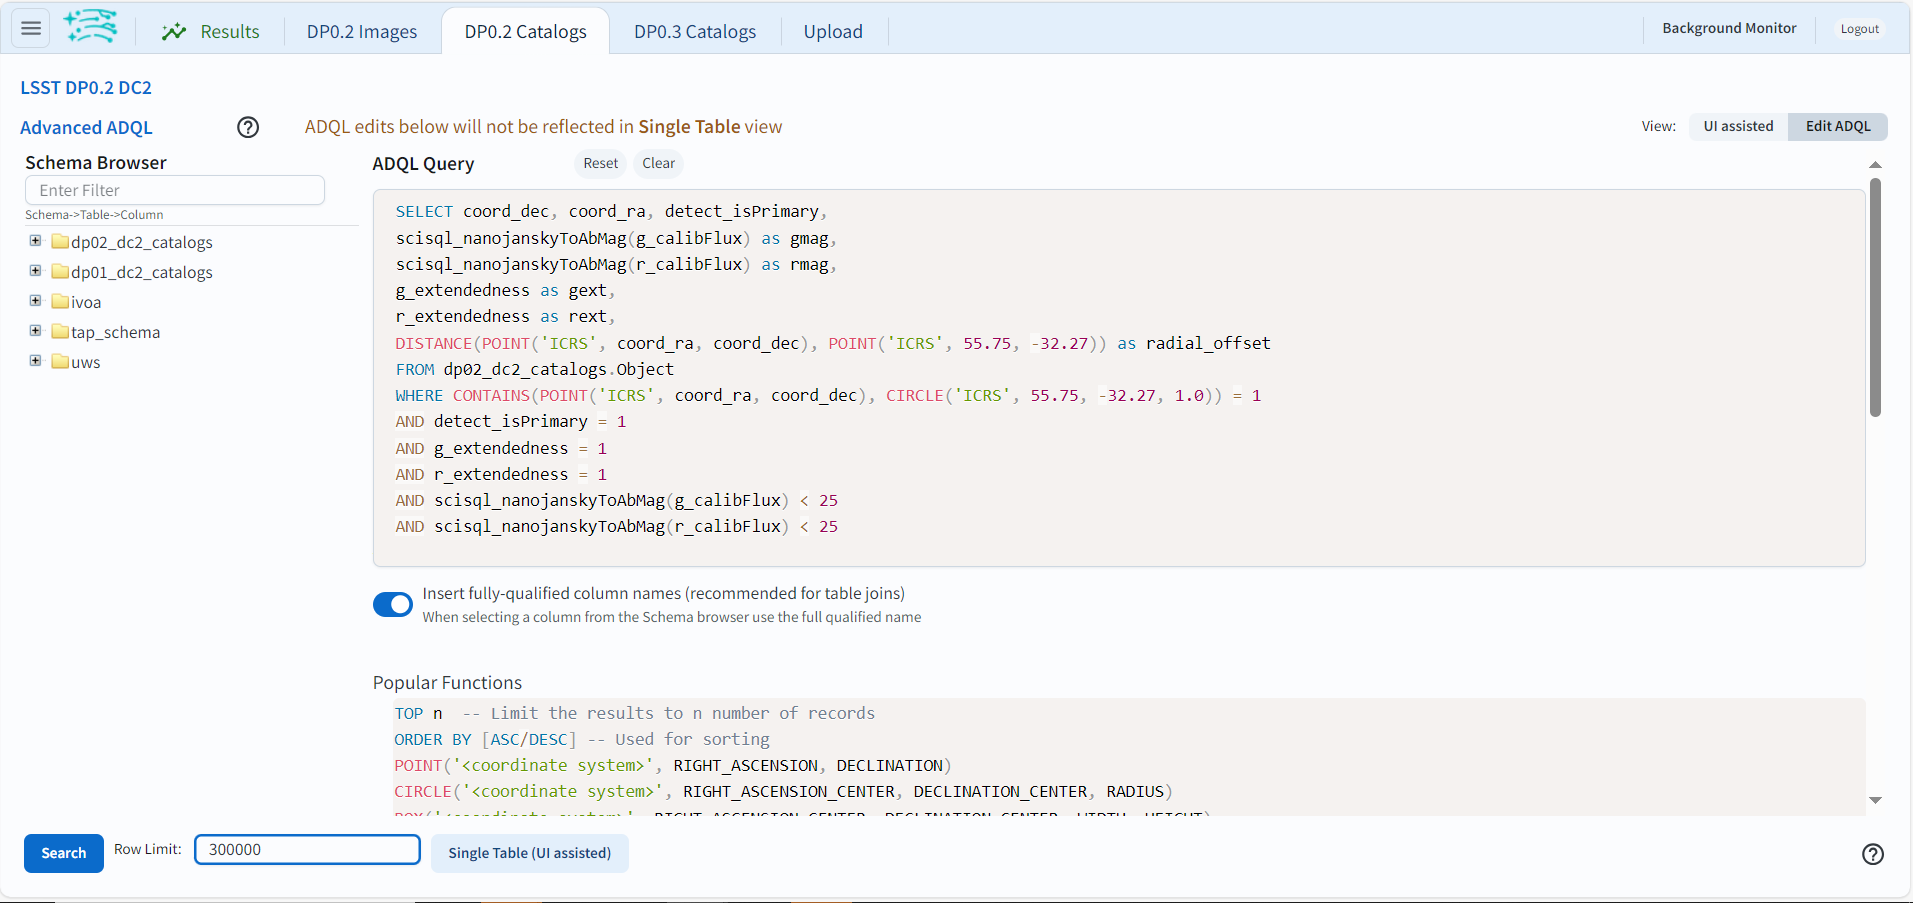 Results
DP0.2 Images
DP0.2 Catalogs
DP0.3 Catalogs
Upload
Background Monitor
Logout
LSST DP0.2 DC2
Advanced ADQL
ADQL edits below will not be reflected in Single Table view
View:
UI assisted
Edit ADQL
Schema Browser
Enter Filter
Schema->Table->Column
dp02_dc2_catalogs
dp01_dc2_catalogs
ivoa
tap_schema
uws
ADQL Query
Reset
Clear
SELECT coord_dec, coord_ra, detect_isPrimary,
scisql_nanojanskyToAbMag(g_calibFlux) as gmag,
scisql_nanojanskyToAbMag(r_calibFlux) as rmag,
g_extendedness as gext,
r_extendedness as rext,
DISTANCE(POINT('ICRS', coord_ra, coord_dec), POINT('ICRS', 55.75, -32.27)) as radial_offset
FROM dp02_dc2_catalogs.Object
WHERE CONTAINS(POINT('ICRS', coord_ra, coord_dec), CIRCLE('ICRS', 55.75, -32.27, 1.0)) = 1
AND detect_isPrimary = 1
AND g_extendedness = 1
AND r_extendedness = 1
AND scisql_nanojanskyToAbMag(g_calibFlux) < 25
AND scisql_nanojanskyToAbMag(r_calibFlux) < 25
Insert fully-qualified column names (recommended for table joins)
When selecting a column from the Schema browser use the full qualified name
Popular Functions
TOP n -- Limit the results to n number of records
ORDER BY [ASC/DESC] -- Used for sorting
POINT('<coordinate system>', RIGHT_ASCENSION, DECLINATION)
CIRCLE('<coordinate system>', RIGHT_ASCENSION_CENTER, DECLINATION_CENTER, RADIUS)
BOX('<coordinate system>', RIGHT_ASCENSION_CENTER, DECLINATION_CENTER, WIDTH, HEIGHT)
Search
Row Limit:
300000
Single Table (UI assisted)